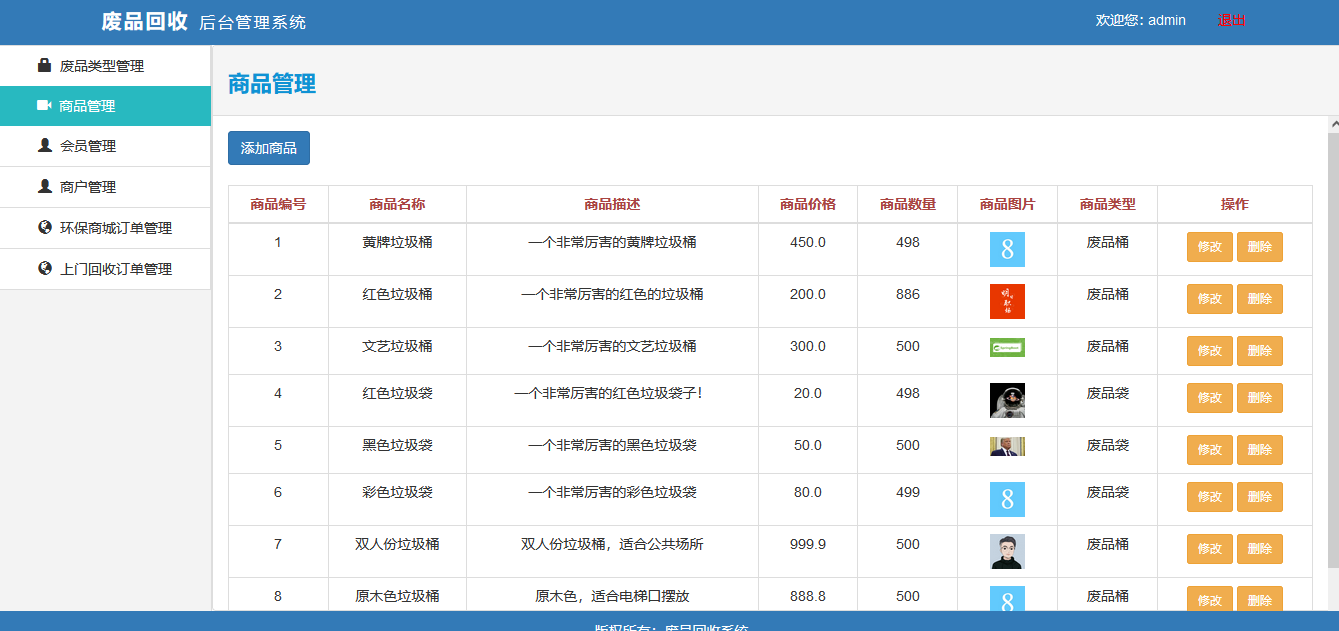 废品回收 后台管理系统 欢迎您: admin 退出
废品类型管理
商品管理
会员管理
商户管理
环保商城订单管理
上门回收订单管理
商品管理
添加商品
商品编号 商品名称 商品描述 商品价格 商品数量 商品图片 商品类型 操作
1 黄牌垃圾桶 一个非常厉害的黄牌垃圾桶 450.0 498 8 废品桶 修改 删除
2 红色垃圾桶 一个非常厉害的红色的垃圾桶 200.0 886 废品桶 修改 删除
3 文艺垃圾桶 一个非常厉害的文艺垃圾桶 300.0 500 废品桶 修改 删除
4 红色垃圾袋 一个非常厉害的红色垃圾袋子! 20.0 498 废品袋 修改 删除
5 黑色垃圾袋 一个非常厉害的黑色垃圾袋 50.0 500 废品袋 修改 删除
6 彩色垃圾袋 一个非常厉害的彩色垃圾袋 80.0 499 8 废品袋 修改 删除
7 双人份垃圾桶 双人份垃圾桶，适合公共场所 999.9 500 废品桶 修改 删除
8 原木色垃圾桶 原木色，适合电梯口摆放 888.8 500 8 废品桶 修改 删除
版权所有：废品回收系统